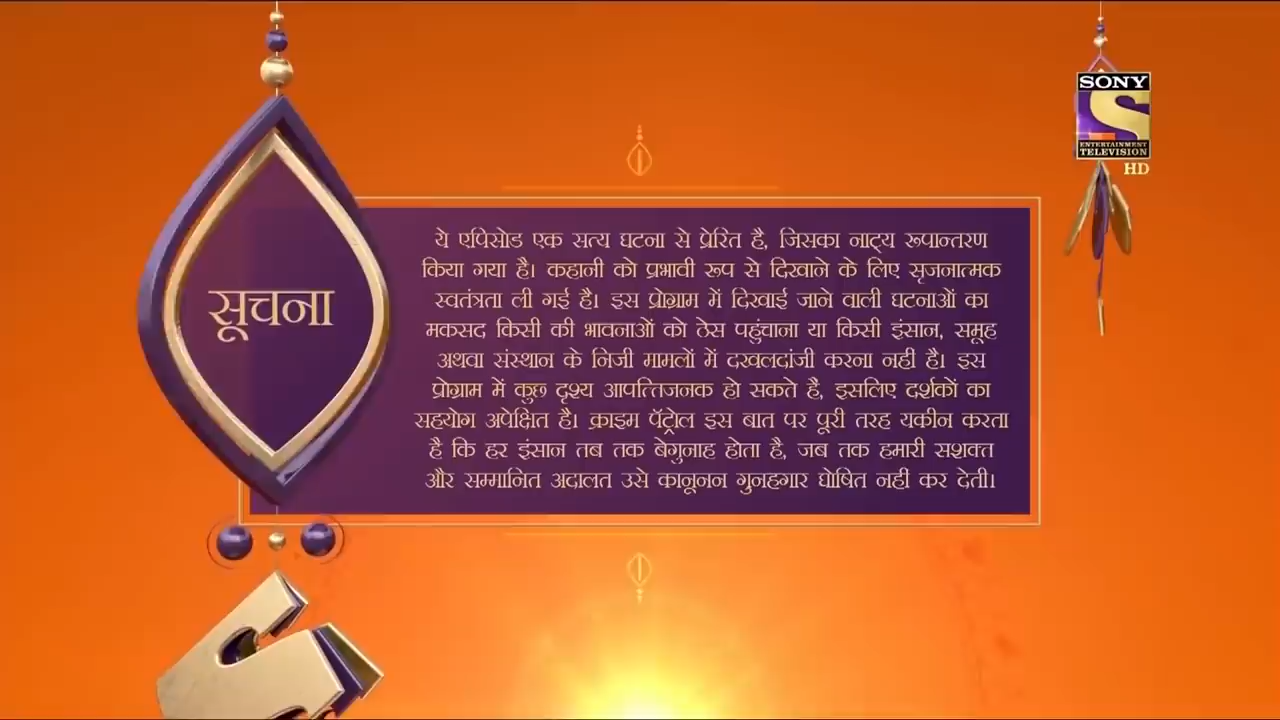 सूचना
ये एपिसोड एक सत्य घटना से प्रेरित है, जिसका नाट्य रूपान्तरण
किया गया है। कहानी को प्रभावी रूप से दिखाने के लिए सृजनात्मक
स्वतंत्रता ली गई है। इस प्रोग्राम में दिखाई जाने वाली घटनाओं का
मकसद किसी की भावनाओं को ठेस पहुंचाना या किसी इंसान, समूह
अथवा संस्थान के निजी मामलों में दखलदांजी करना नहीं है। इस
प्रोग्राम में कुछ दृश्य आपत्तिजनक हो सकते हैं, इसलिए दर्शकों का
सहयोग अपेक्षित है। क्राइम पॅट्रोल इस बात पर पूरी तरह यकीन करता
है कि हर इंसान तब तक बेगुनाह होता है, जब तक हमारी सशक्त
और सम्मानित अदालत उसे कानूनन गुनहगार घोषित नहीं कर देती।
SONY
ENTERTAINMENT
TELEVISION
HD